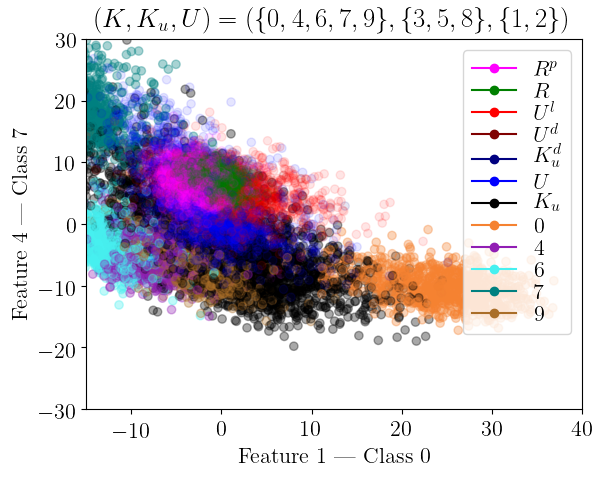 (K, K_u, U) = ({0, 4, 6, 7, 9}, {3, 5, 8}, {1, 2})
30
20
10
0
−10
−20
−30
Feature 4 — Class 7
R^p
R
U^l
U^d
K_u^d
U
K_u
0
4
6
7
9
−10
0
10
20
30
40
Feature 1 — Class 0